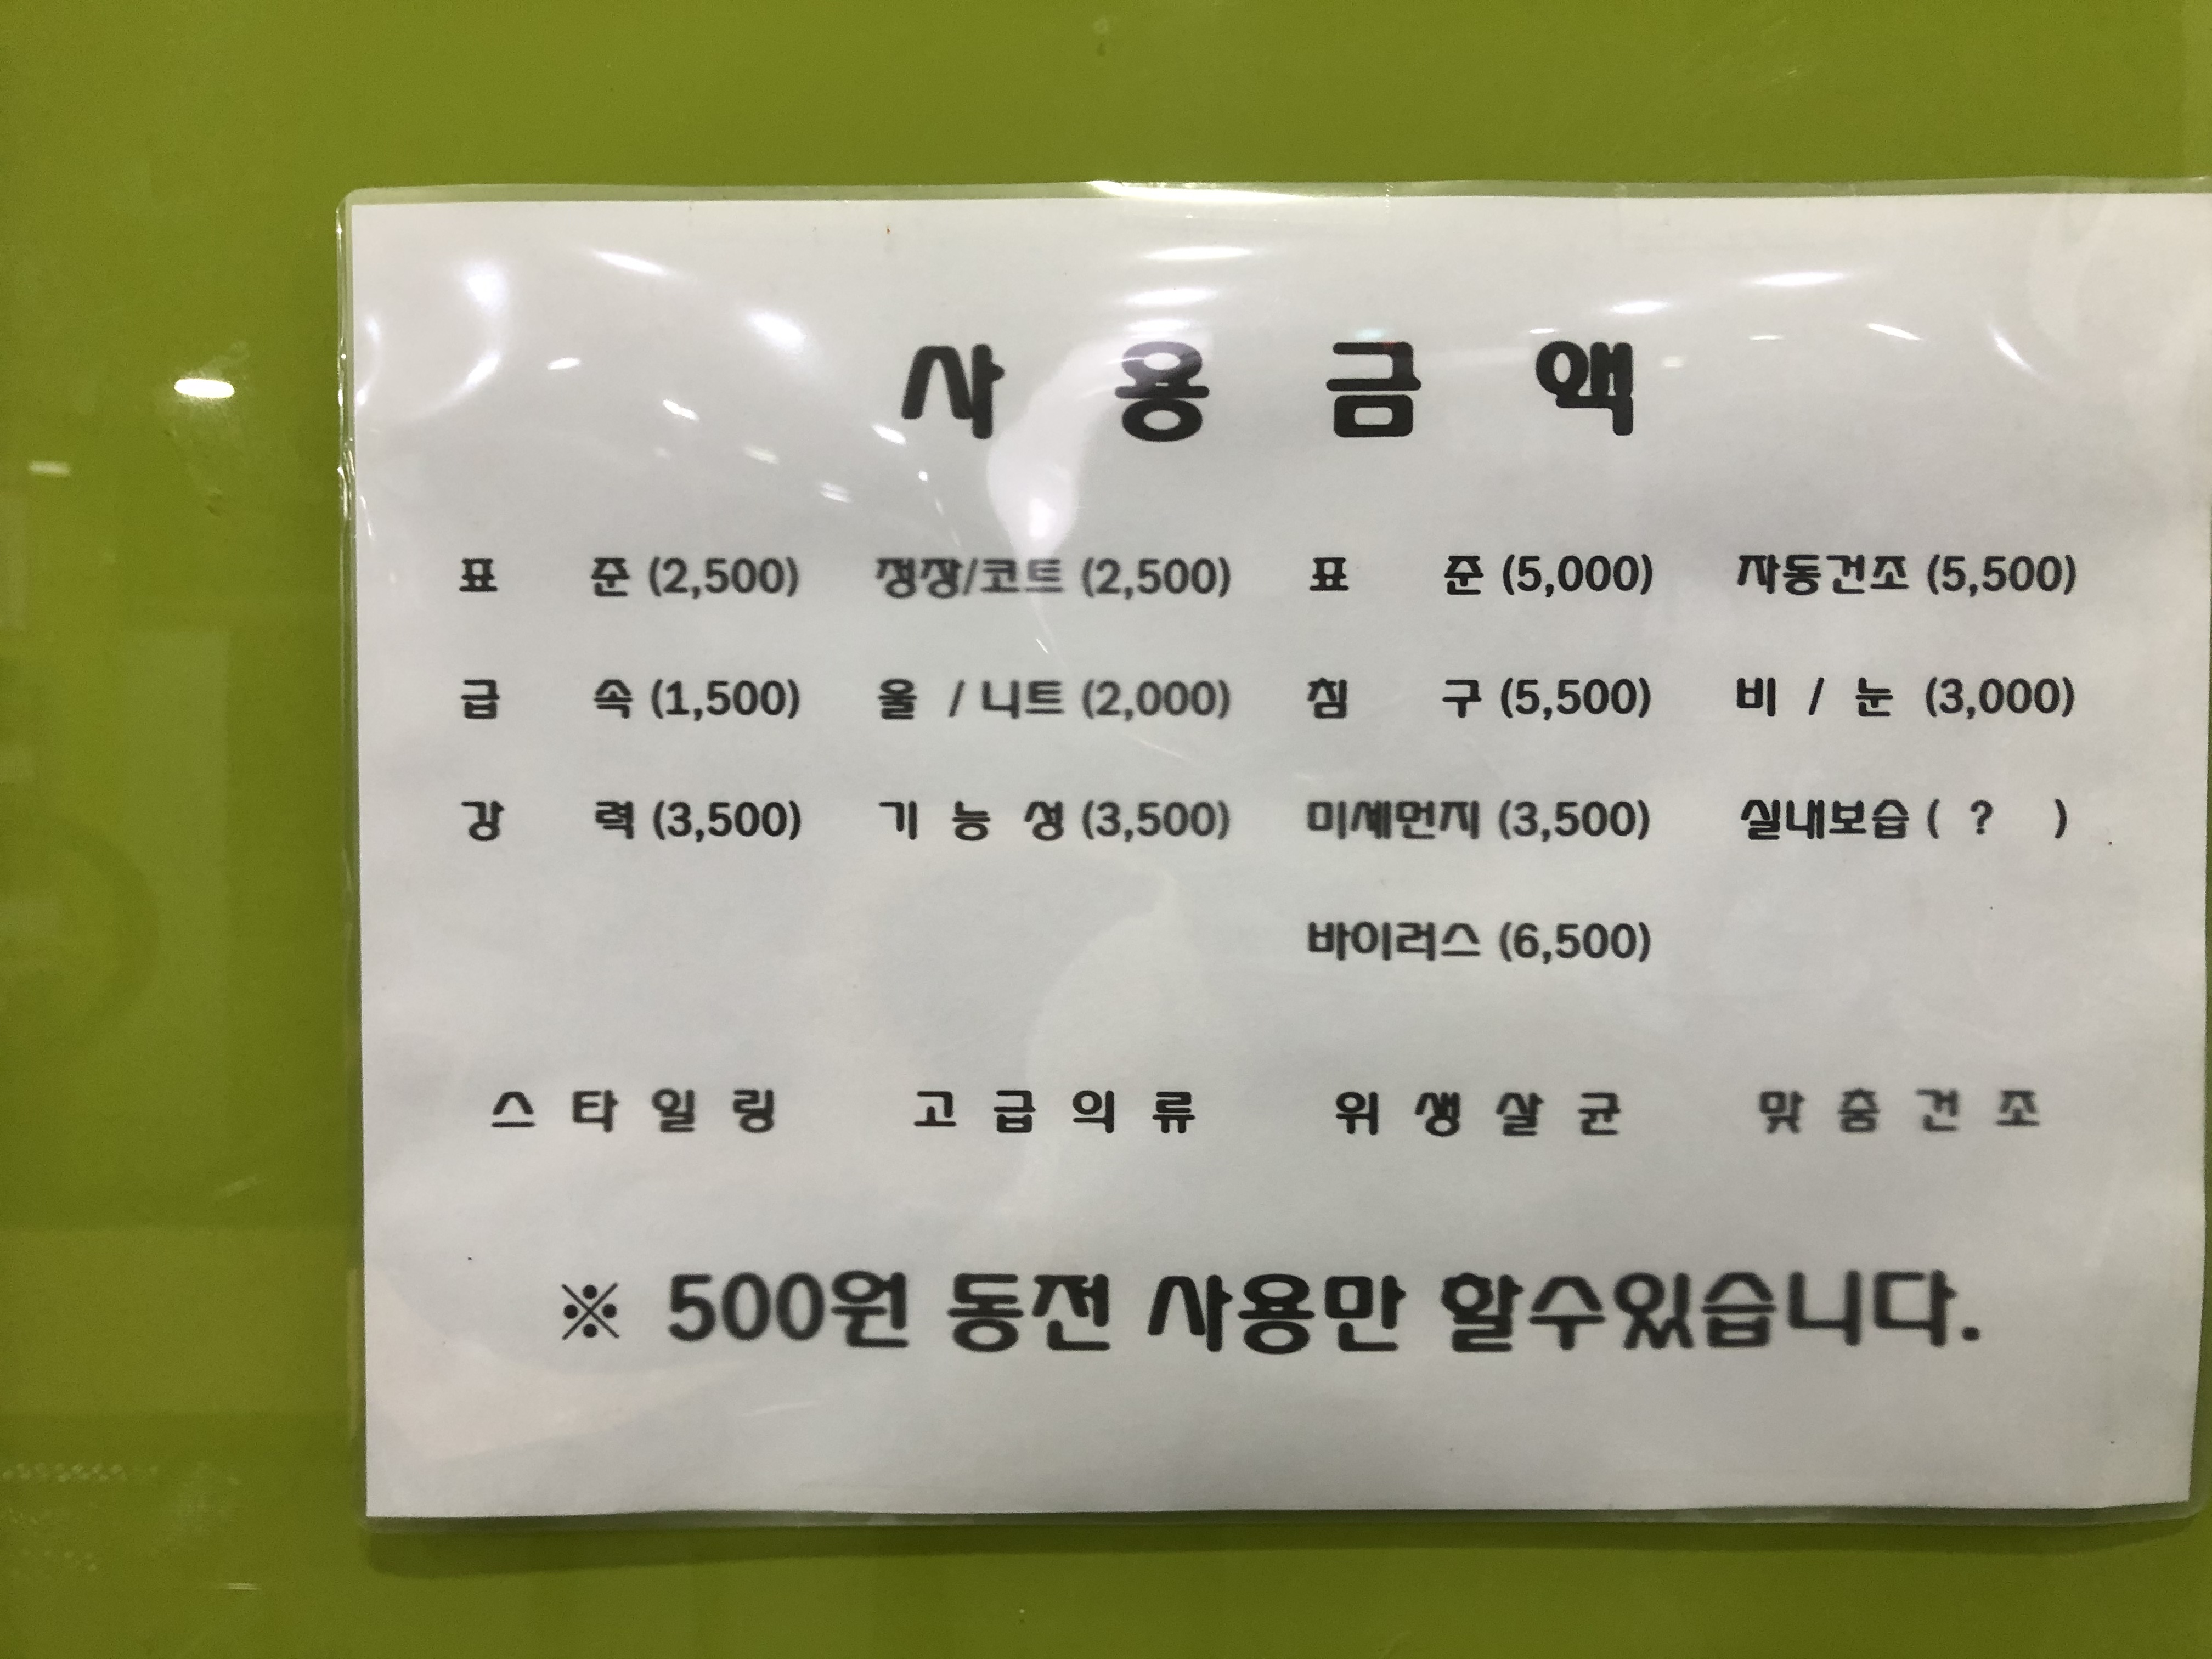 사 용 금 액
표 준 (2,500) 정장/코트 (2,500) 표 준 (5,000) 자동건조 (5,500)
급 속 (1,500) 울 / 니트 (2,000) 침 구 (5,500) 비 / 눈 (3,000)
강 력 (3,500) 기 능 성 (3,500) 미세먼지 (3,500) 실내보습 ( ? )
바이러스 (6,500)
스 타 일 링 고 급 의 류 위 생 살 균 맞 춤 건 조
※ 500원 동전 사용만 할수있습니다.